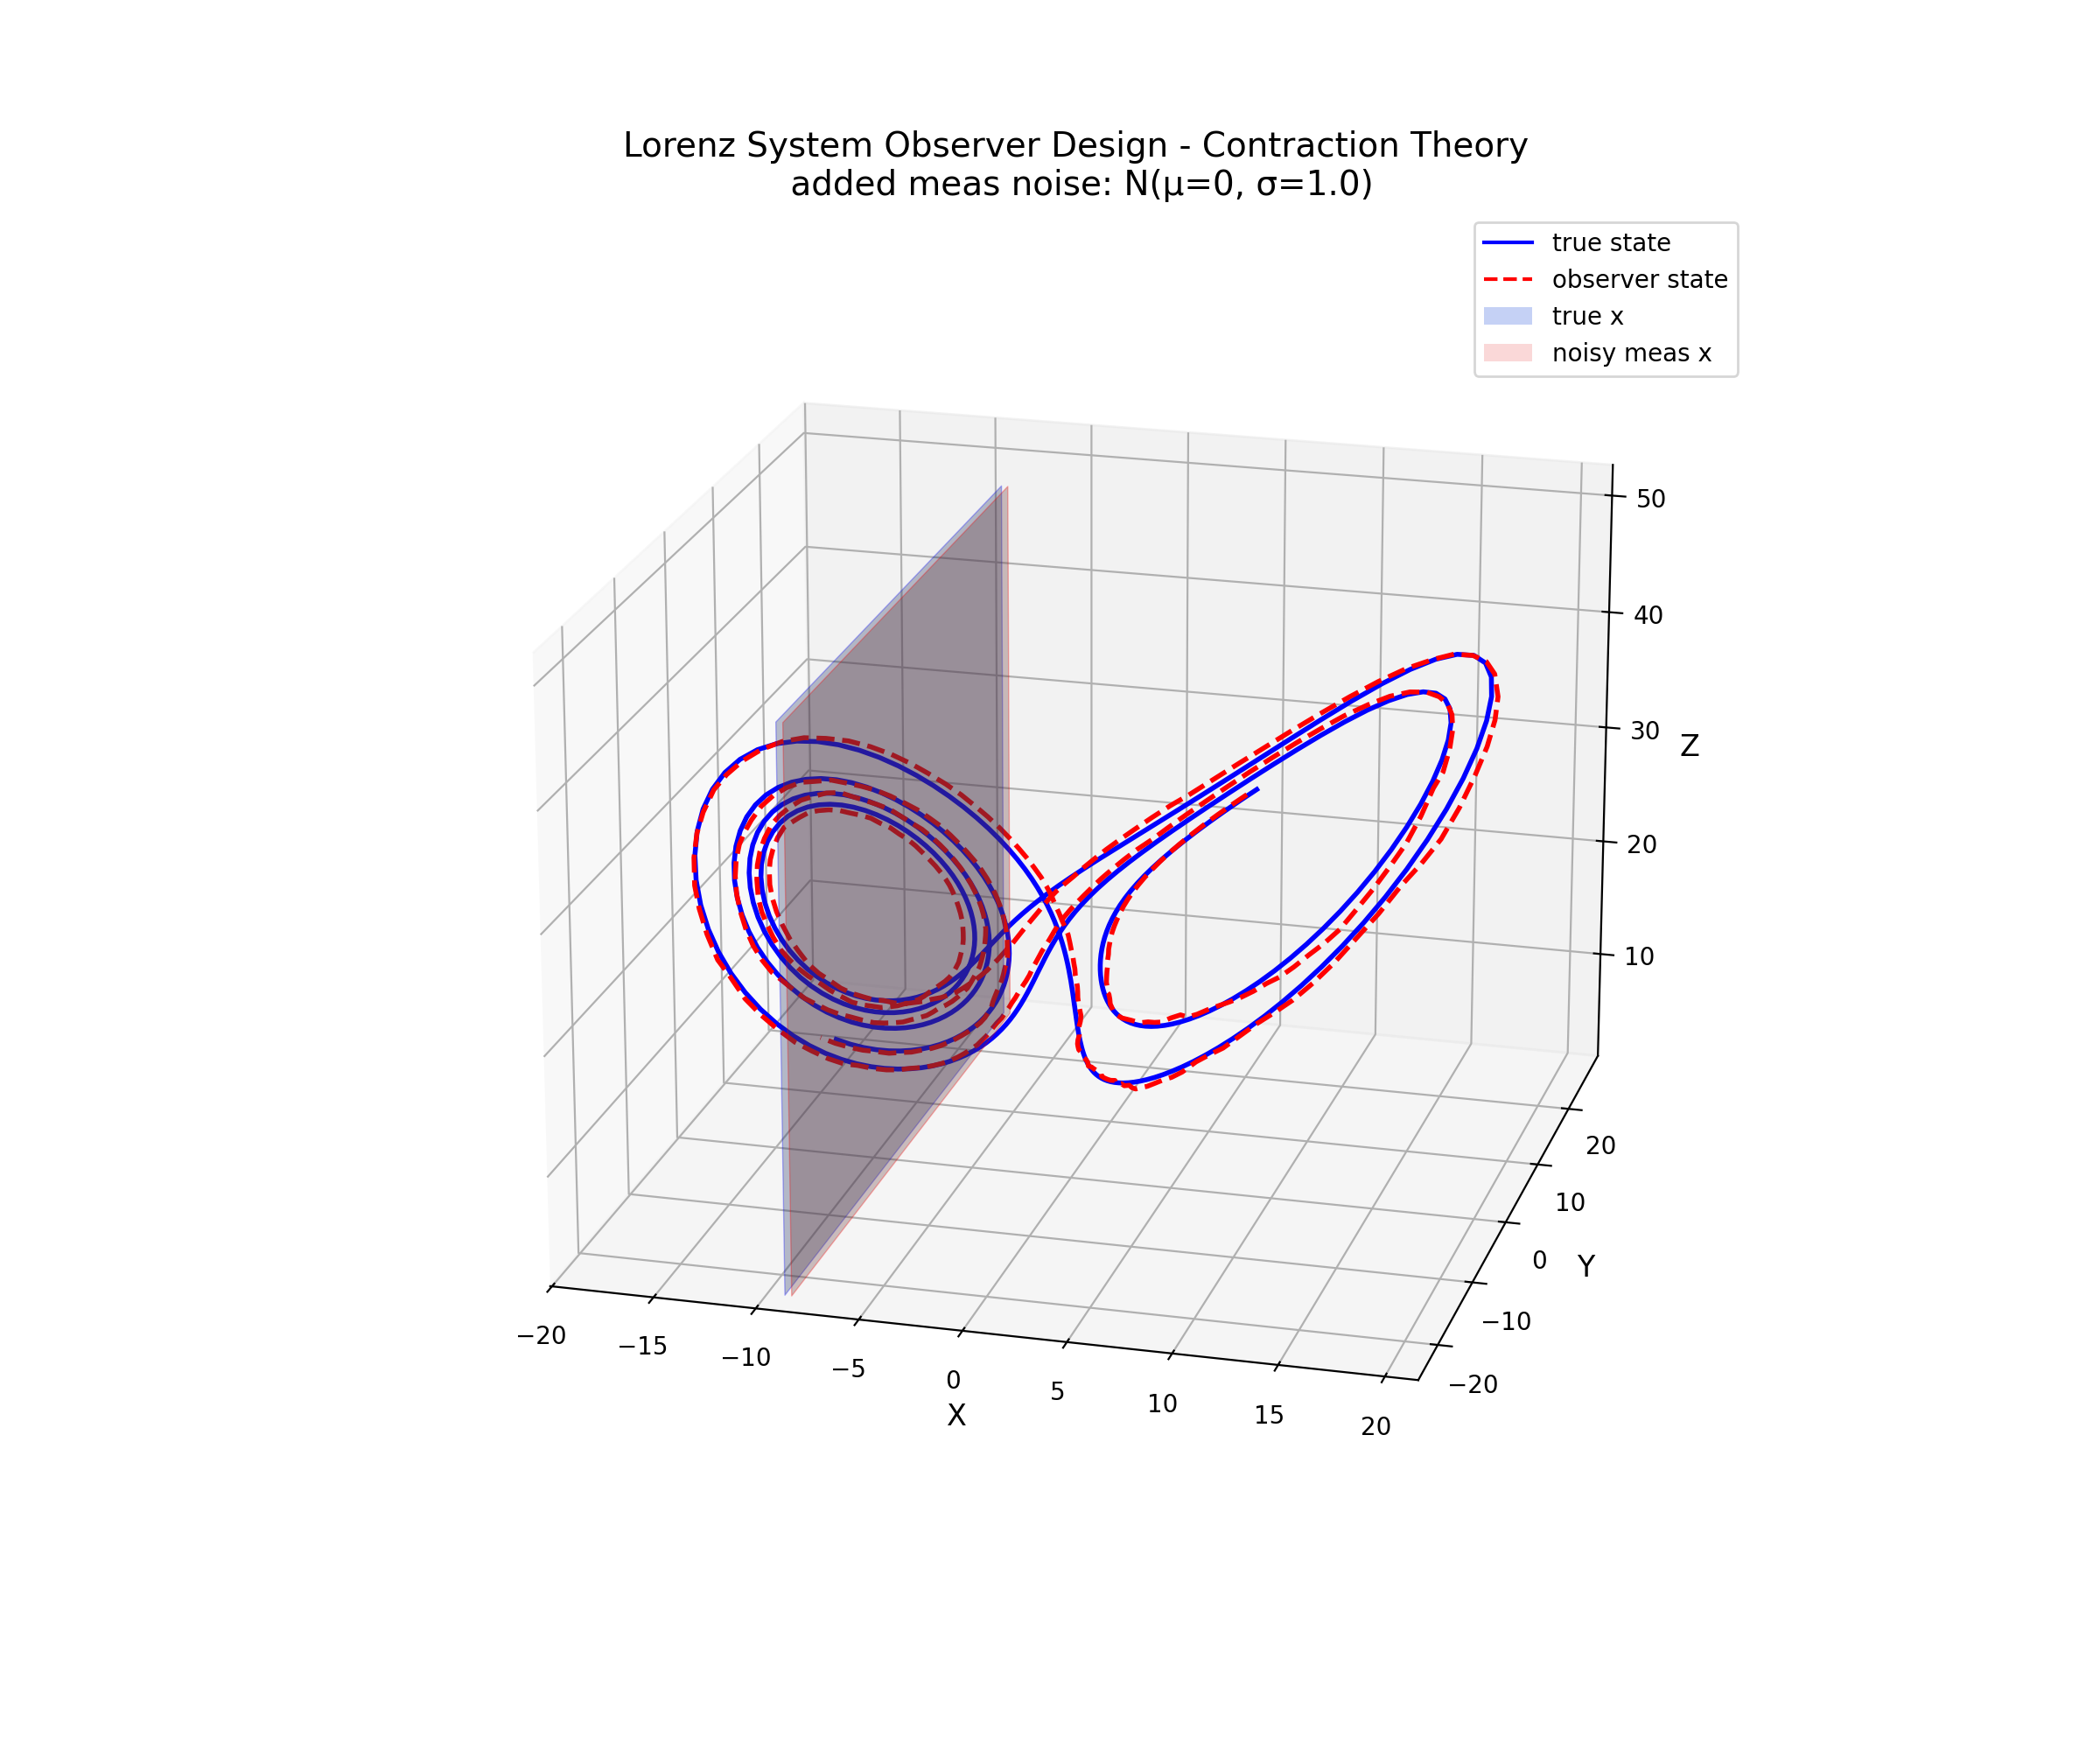 Lorenz System Observer Design - Contraction Theory
added meas noise: N(μ=0, σ=1.0)
true state
observer state
true x
noisy meas x
50
40
30
Z
20
10
20
10
0
Y
−10
−20
−20
−15
−10
−5
0
5
10
15
20
X